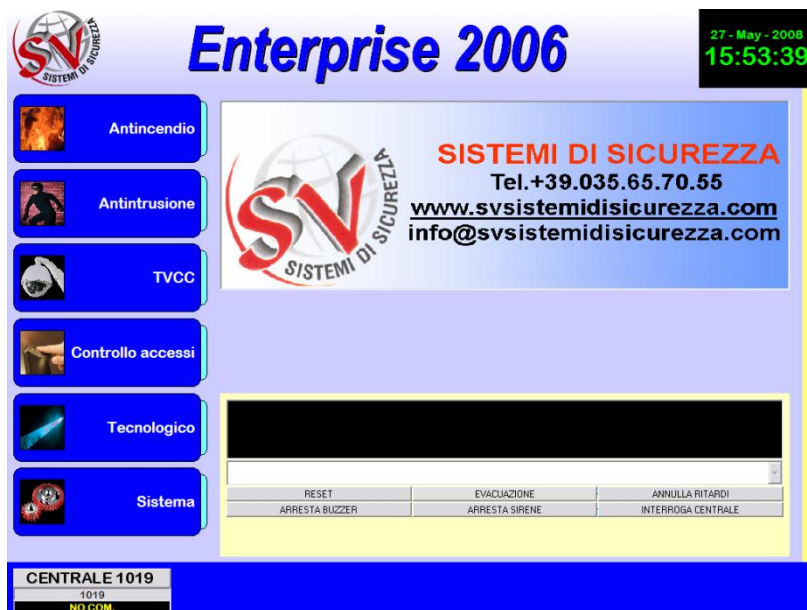 SV
SISTEMI DI SICUREZZA
Enterprise 2006
27 - May - 2008
15:53:39
Antincendio
Antintrusione
TVCC
Controllo accessi
Tecnologico
Sistema
SV
SISTEMI DI SICUREZZA
SISTEMI DI SICUREZZA
Tel.+39.035.65.70.55
www.svsistemidisicurezza.com
info@svsistemidisicurezza.com
RESET
EVACUAZIONE
ANNULLA RITARDI
ARRESTA BUZZER
ARRESTA SIRENE
INTERROGA CENTRALE
CENTRALE 1019
1019
NO COM.